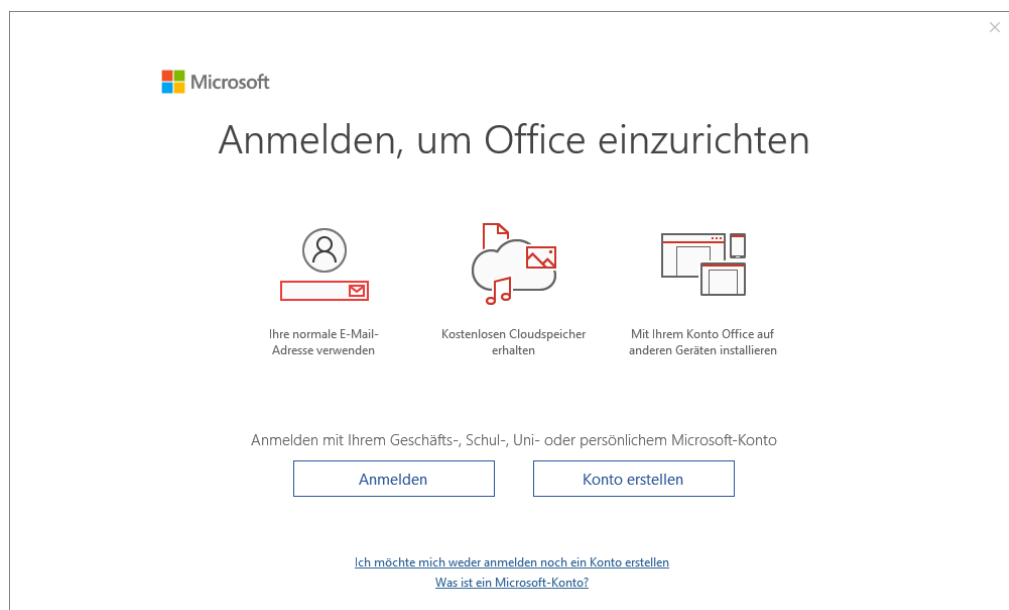 Microsoft
Anmelden, um Office einzurichten
Ihre normale E-Mail-
Adresse verwenden
Kostenlosen Cloudspeicher
erhalten
Mit Ihrem Konto Office auf
anderen Geräten installieren
Anmelden mit Ihrem Geschäfts-, Schul-, Uni- oder persönlichem Microsoft-Konto
Anmelden
Konto erstellen
Ich möchte mich weder anmelden noch ein Konto erstellen
Was ist ein Microsoft-Konto?